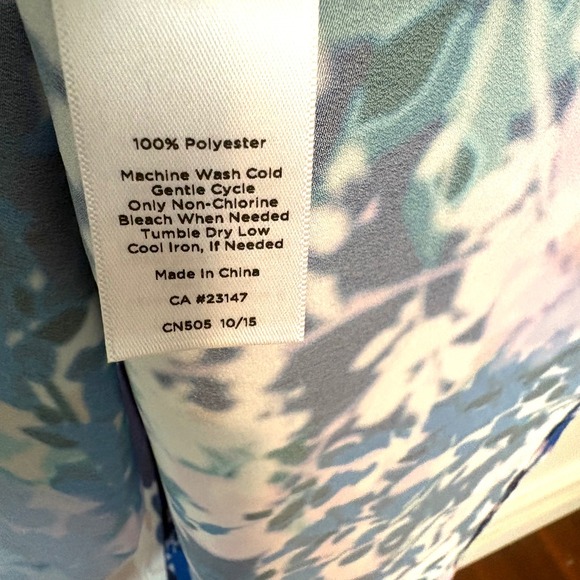 100% Polyester
Machine Wash Cold
Gentle Cycle
Only Non-Chlorine
Bleach When Needed
Tumble Dry Low
Cool Iron, If Needed
Made In China
CA #23147
CN505 10/15